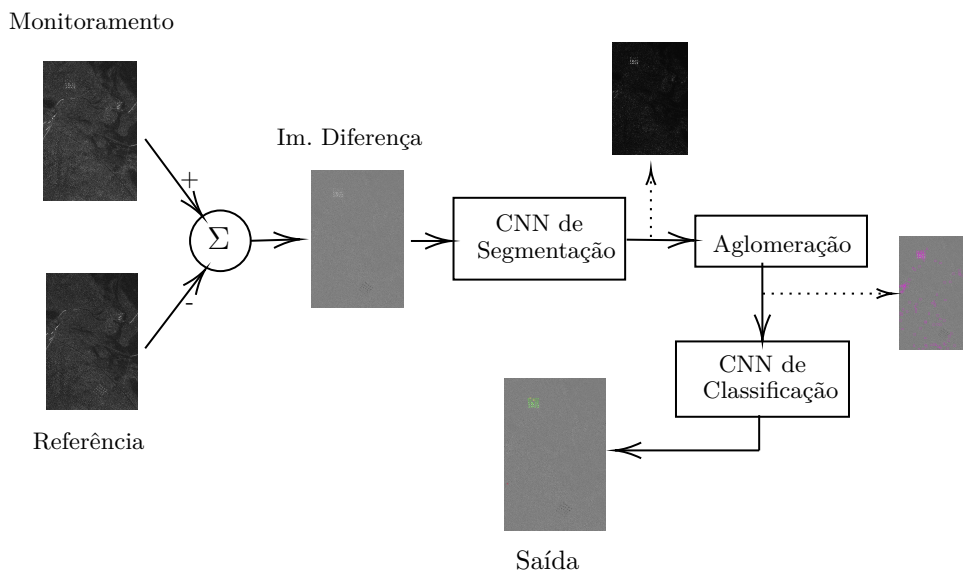 Monitoramento
Im. Diferença
+
Σ
-
Referência
CNN de
Segmentação
Aglomeração
CNN de
Classificação
Saída